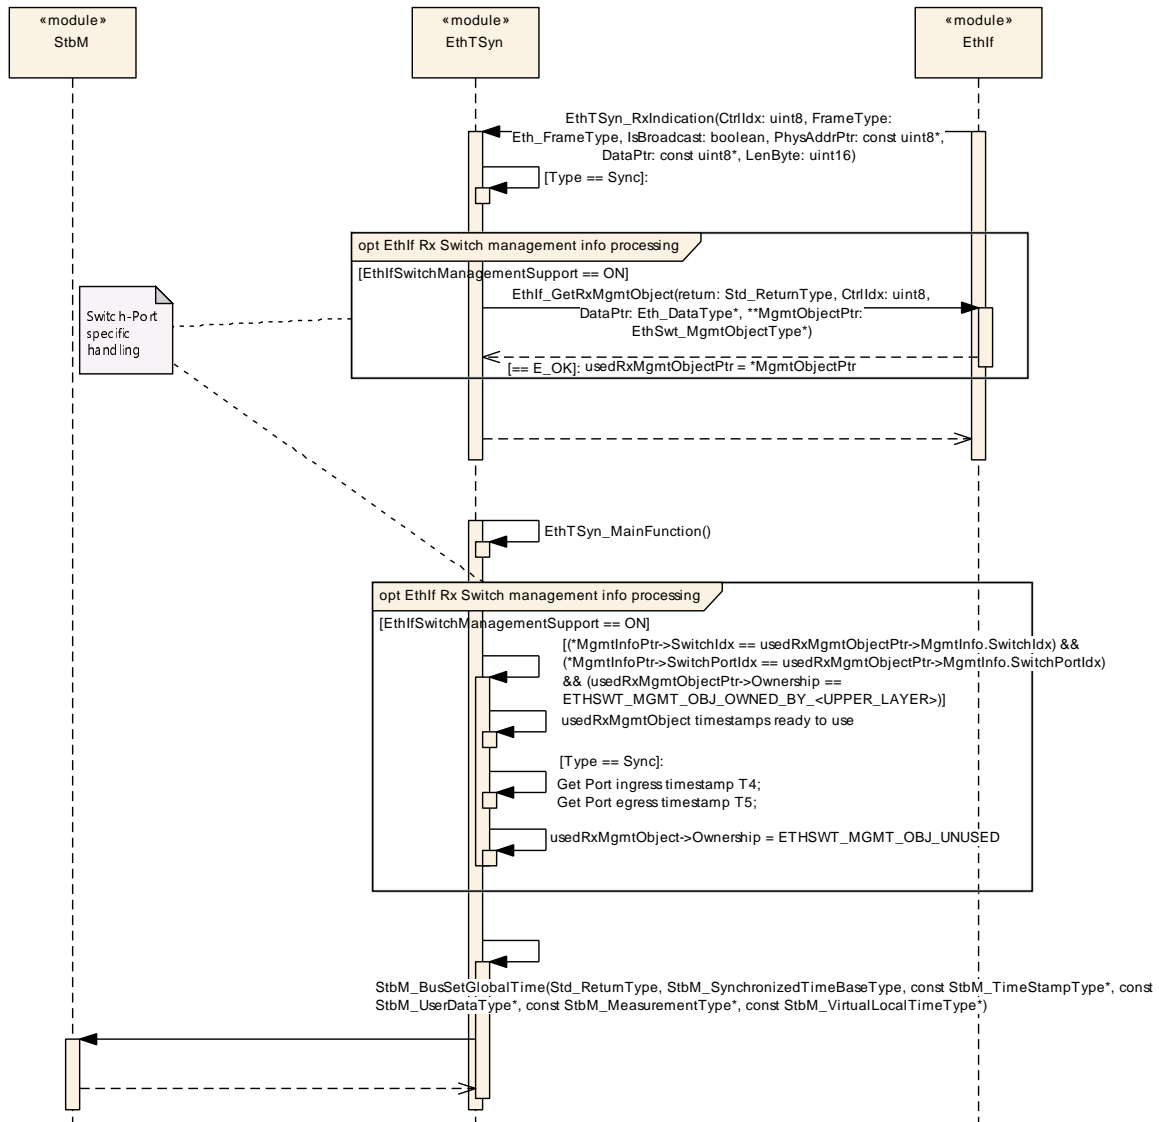 «module»
StbM
«module»
EthTSyn
«module»
EthIf
EthTSyn_RxIndication(CtrlIdx: uint8, FrameType:
Eth_FrameType, IsBroadcast: boolean, PhysAddrPtr: const uint8*,
DataPtr: const uint8*, LenByte: uint16)
[Type == Sync]:
opt EthIf Rx Switch management info processing
[EthIfSwitchManagementSupport == ON]
EthIf_GetRxMgmtObject(return: Std_ReturnType, CtrlIdx: uint8,
DataPtr: Eth_DataType*, **MgmtObjectPtr:
EthSwt_MgmtObjectType*)
[== E_OK]: usedRxMgmtObjectPtr = *MgmtObjectPtr
Switch-Port
specific
handling
EthTSyn_MainFunction()
opt EthIf Rx Switch management info processing
[EthIfSwitchManagementSupport == ON]
[(*MgmtInfoPtr->SwitchIdx == usedRxMgmtObjectPtr->MgmtInfo.SwitchIdx) &&
(*MgmtInfoPtr->SwitchPortIdx == usedRxMgmtObjectPtr->MgmtInfo.SwitchPortIdx)
&& (usedRxMgmtObjectPtr->Ownership ==
ETHSWT_MGMT_OBJ_OWNED_BY_<UPPER_LAYER>)]
usedRxMgmtObject timestamps ready to use
[Type == Sync]:
Get Port ingress timestamp T4;
Get Port egress timestamp T5;
usedRxMgmtObject->Ownership = ETHSWT_MGMT_OBJ_UNUSED
StbM_BusSetGlobalTime(Std_ReturnType, StbM_SynchronizedTimeBaseType, const StbM_TimeStampType*, const
StbM_UserDataType*, const StbM_MeasurementType*, const StbM_VirtualLocalTimeType*)